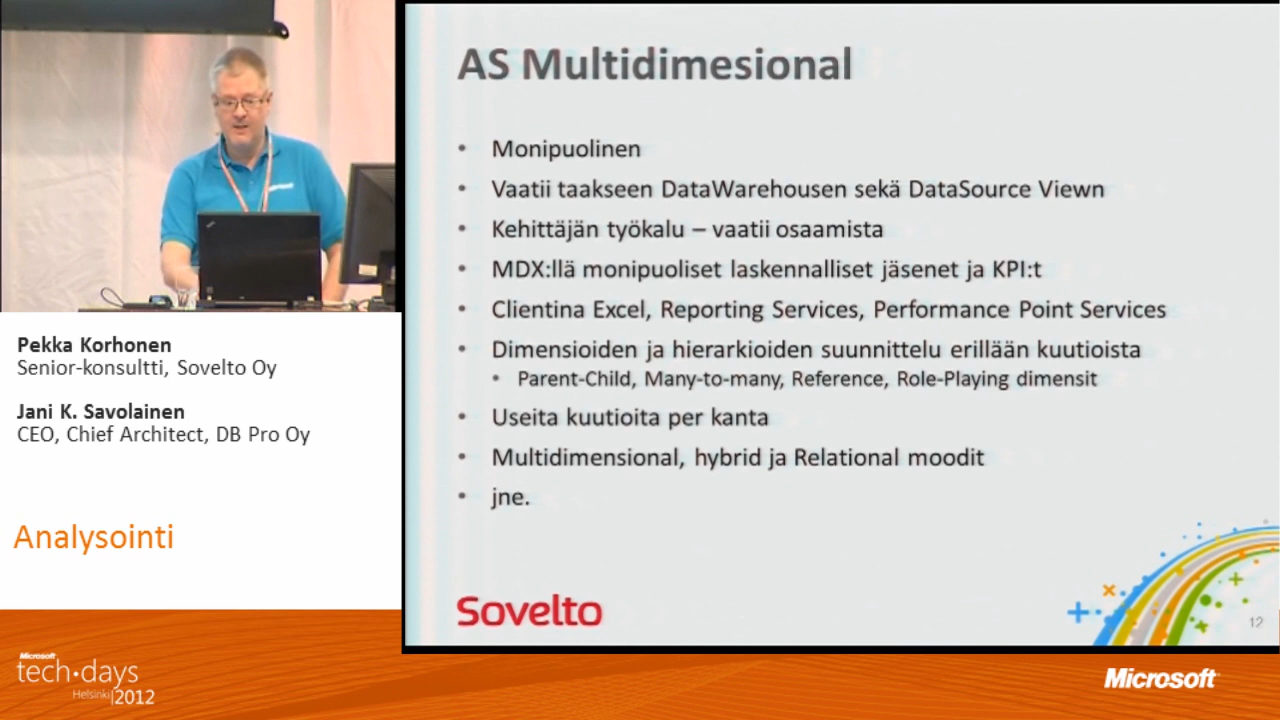 AS Multidimesional
• Monipuolinen
• Vaatii taakseen DataWarehousen sekä DataSource Viewn
• Kehittäjän työkalu – vaatii osaamista
• MDX:llä monipuoliset laskennalliset jäsenet ja KPI:t
• Clientina Excel, Reporting Services, Performance Point Services
• Dimensioiden ja hierarkioiden suunnittelu erillään kuutioista
• Parent-Child, Many-to-many, Reference, Role-Playing dimensit
• Useita kuutioita per kanta
• Multidimensional, hybrid ja Relational moodit
• jne.
Sovelto
12
Pekka Korhonen
Senior-konsultti, Sovelto Oy
Jani K. Savolainen
CEO, Chief Architect, DB Pro Oy
Analysointi
Microsoft
tech·days
Helsinki|2012
Microsoft